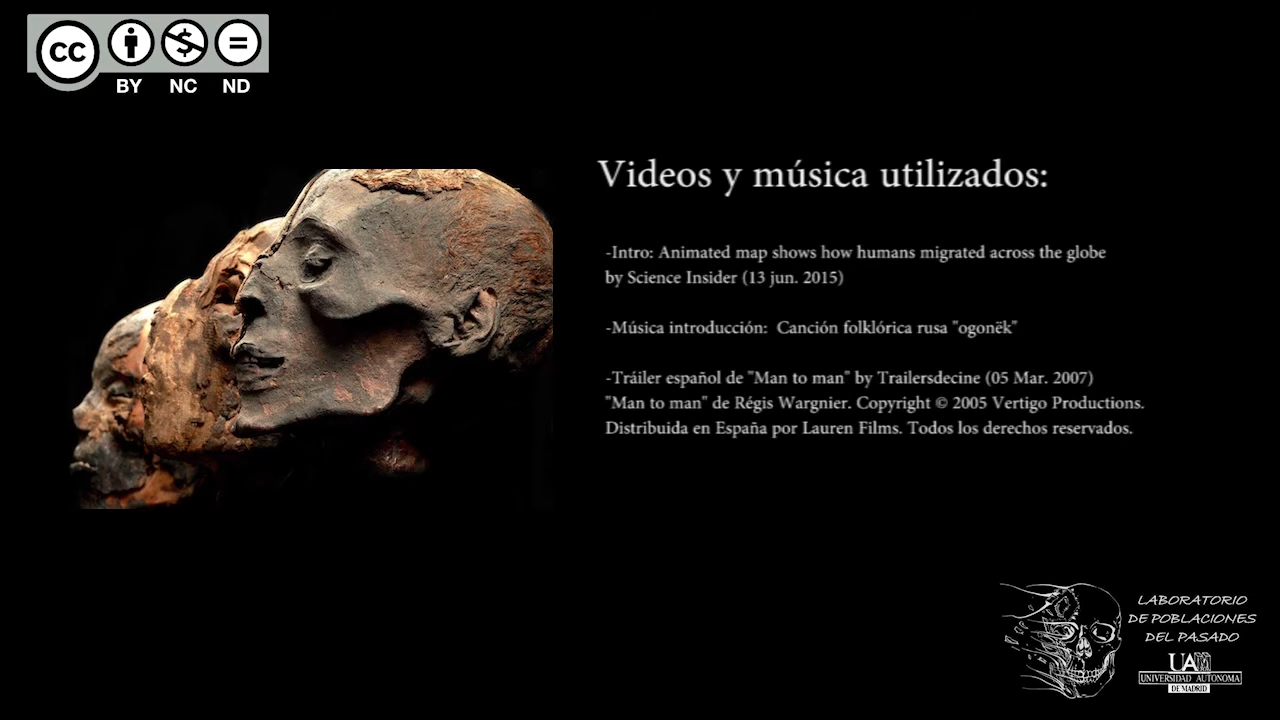 CC
BY NC ND
Videos y música utilizados:
-Intro: Animated map shows how humans migrated across the globe
by Science Insider (13 jun. 2015)
-Música introducción: Canción folklórica rusa "ogonëk"
-Tráiler español de "Man to man" by Trailersdecine (05 Mar. 2007)
"Man to man" de Régis Wargnier. Copyright © 2005 Vertigo Productions.
Distribuida en España por Lauren Films. Todos los derechos reservados.
LABORATORIO
DE POBLACIONES
DEL PASADO
UAM
UNIVERSIDAD AUTONOMA
DE MADRID